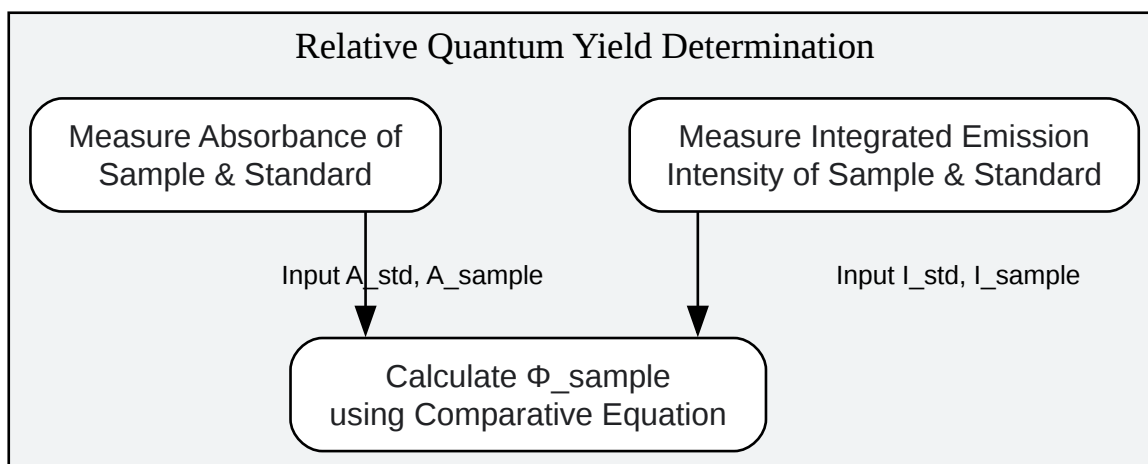 Relative Quantum Yield Determination
Measure Absorbance of
Sample & Standard
Measure Integrated Emission
Intensity of Sample & Standard
Input A_std, A_sample
Input I_std, I_sample
Calculate Φ_sample
using Comparative Equation